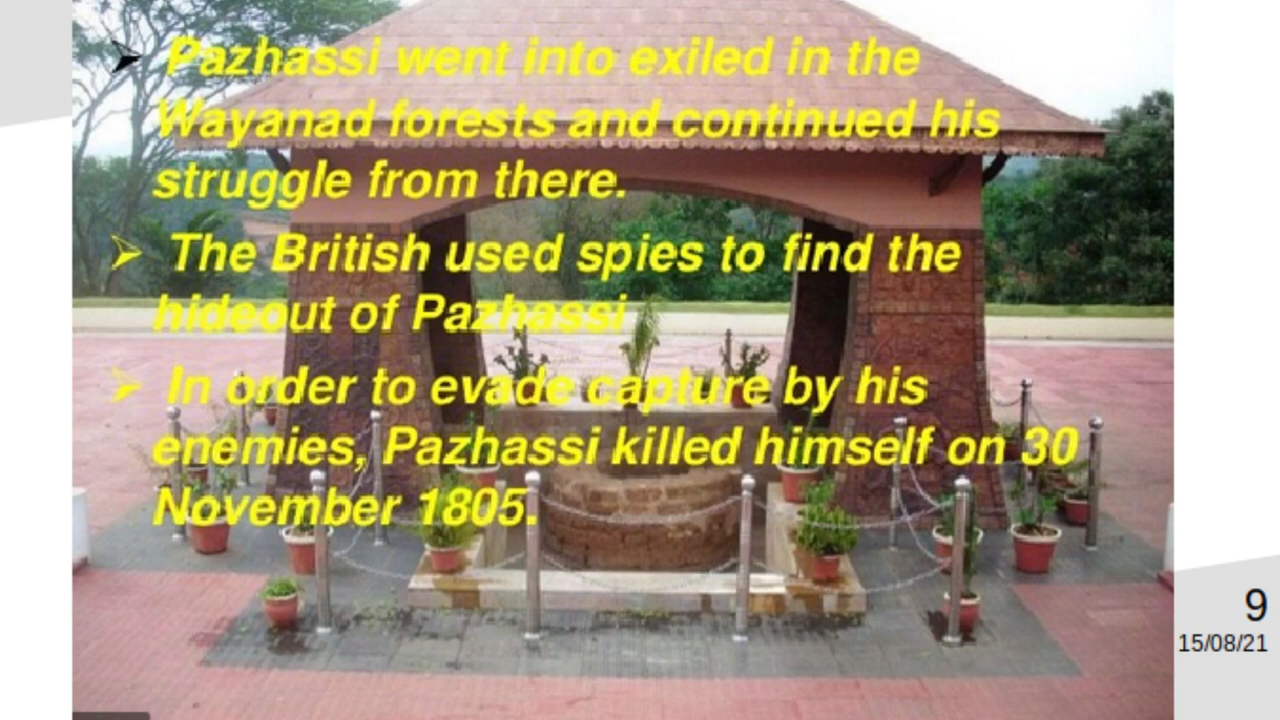 ➢ Pazhassi went into exiled in the
Wayanad forests and continued his
struggle from there.
➢ The British used spies to find the
hideout of Pazhassi
➢ In order to evade capture by his
enemies, Pazhassi killed himself on 30
November 1805.
9
15/08/21